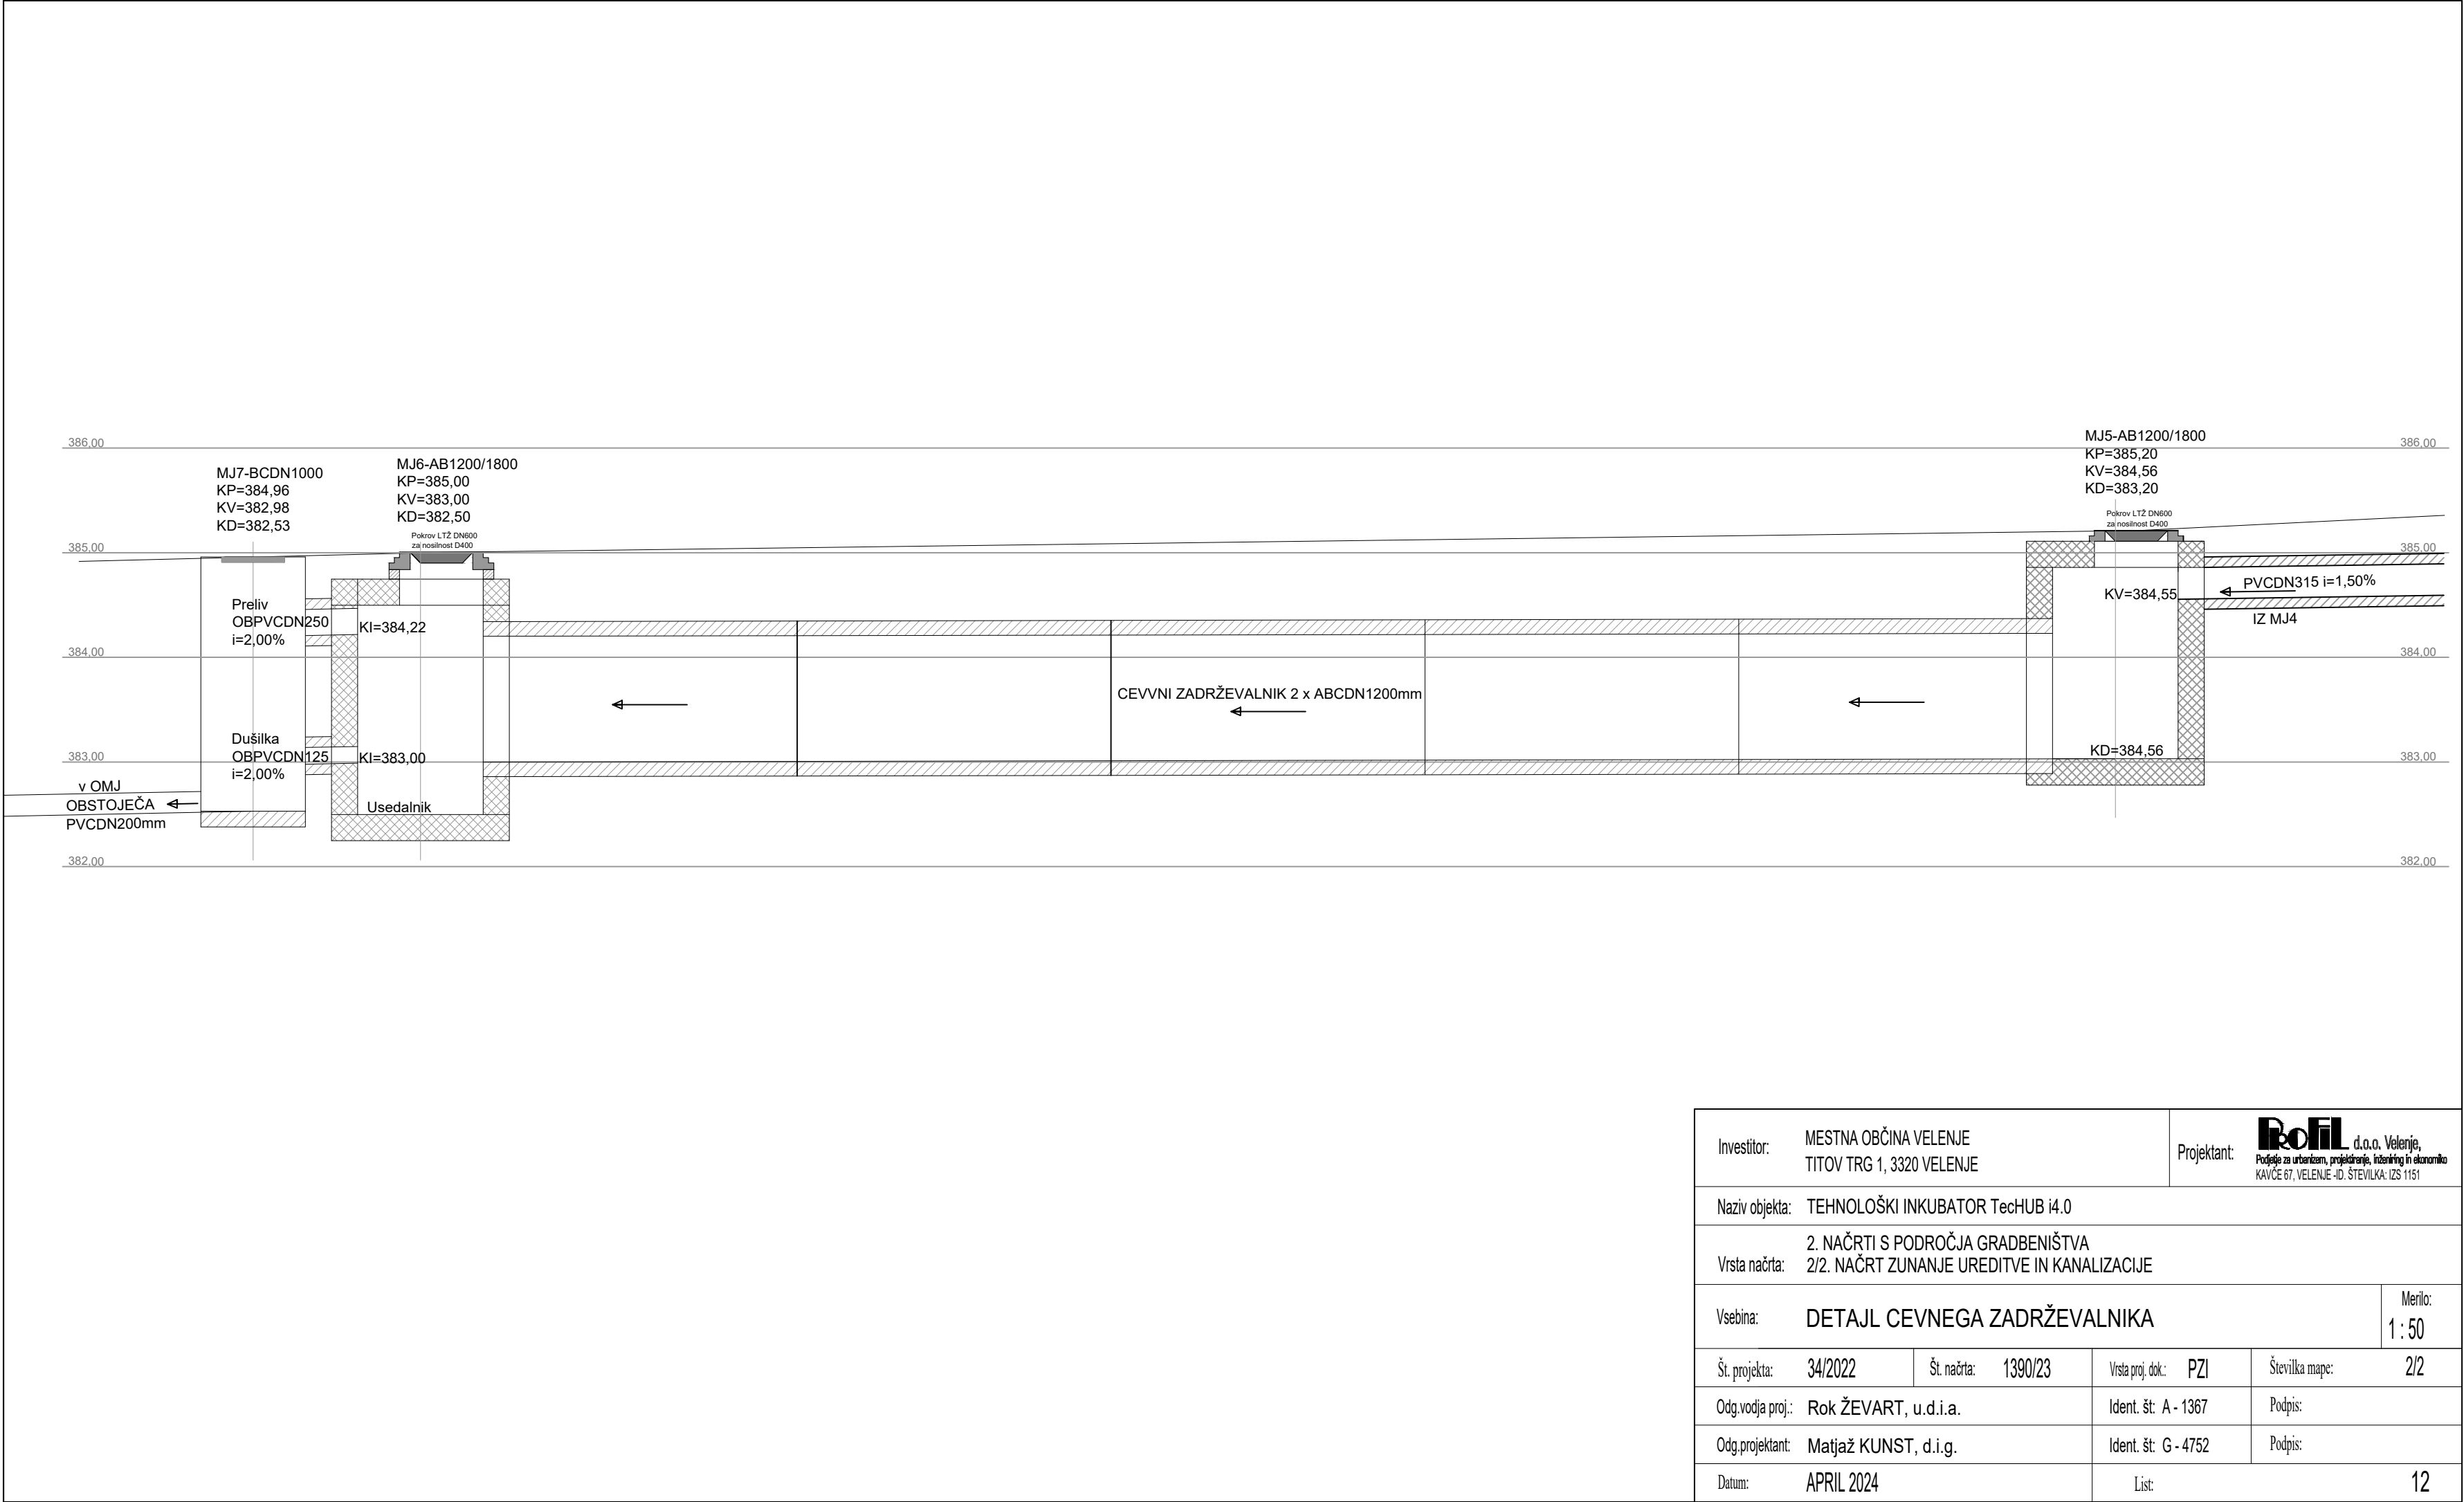 386,00
386,00
MJ7-BCDN1000
KP=384,96
KV=382,98
KD=382,53
MJ6-AB1200/1800
KP=385,00
KV=383,00
KD=382,50
Pokrov LTŽ DN600
za nosilnost D400
MJ5-AB1200/1800
KP=385,20
KV=384,56
KD=383,20
Pokrov LTŽ DN600
za nosilnost D400
385,00
385,00
Preliv
OBPVCDN250
i=2,00%
KI=384,22
KV=384,55
PVCDN315 i=1,50%
IZ MJ4
384,00
384,00
CEVVNI ZADRŽEVALNIK 2 x ABCDN1200mm
Dušilka
OBPVCDN125
i=2,00%
KI=383,00
KD=384,56
383,00
383,00
v OMJ
OBSTOJEČA
PVCDN200mm
Usedalnik
382,00
382,00
Investitor: MESTNA OBČINA VELENJE
TITOV TRG 1, 3320 VELENJE
Projektant: PROFIL d.o.o. Velenje,
Podjetje za urbanizem, projektiranje, inženiring in ekonomiko
KAVČE 67, VELENJE -ID. ŠTEVILKA: IZS 1151
Naziv objekta: TEHNOLOŠKI INKUBATOR TecHUB i4.0
Vrsta načrta: 2. NAČRTI S PODROČJA GRADBENIŠTVA
2/2. NAČRT ZUNANJE UREDITVE IN KANALIZACIJE
Vsebina: DETAJL CEVNEGA ZADRŽEVALNIKA
Merilo:
1 : 50
Št. projekta: 34/2022 Št. načrta: 1390/23 Vrsta proj. dok.: PZI Številka mape: 2/2
Odg.vodja proj.: Rok ŽEVART, u.d.i.a. Ident. št: A - 1367 Podpis:
Odg.projektant: Matjaž KUNST, d.i.g. Ident. št: G - 4752 Podpis:
Datum: APRIL 2024 List: 12